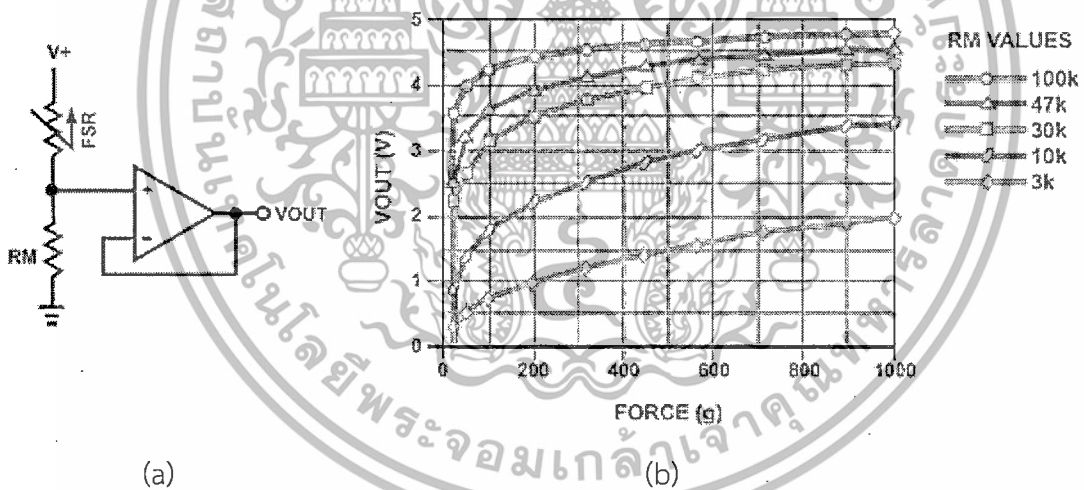 V+
FSR
RM
VOUT
(a)
VOUT (V)
5
4
3
2
1
0
0
200
400
600
800
1000
FORCE (g)
(b)
RM VALUES
100k
47k
30k
10k
3k